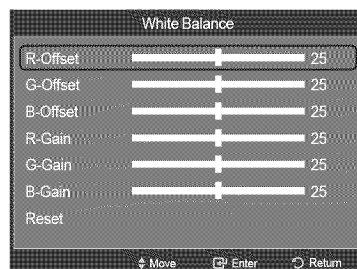 White Balance
R-Offset 25
G-Offset 25
B-Offset 25
R-Gain 25
G-Gain 25
B-Gain 25
Reset
Move Enter Return